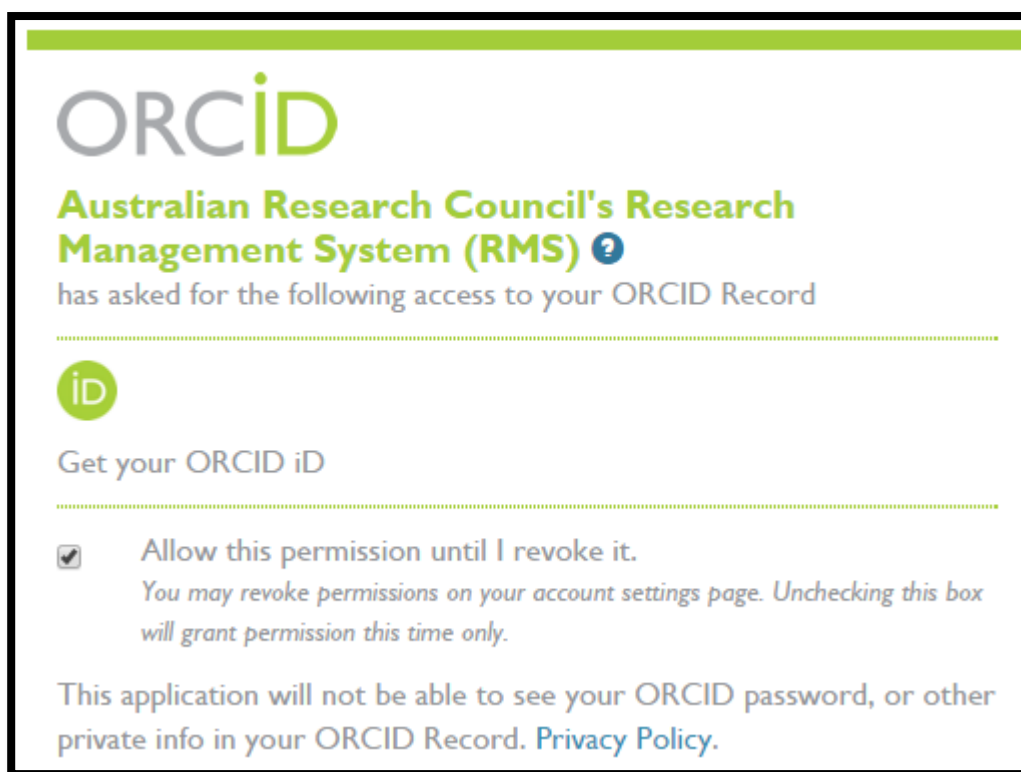 ORCiD
Australian Research Council's Research
Management System (RMS) ?
has asked for the following access to your ORCID Record
iD
Get your ORCID iD
Allow this permission until I revoke it.
You may revoke permissions on your account settings page. Unchecking this box
will grant permission this time only.
This application will not be able to see your ORCID password, or other
private info in your ORCID Record. Privacy Policy.